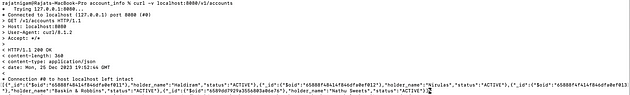 rajatnigam@Rajats-MacBook-Pro account_info % curl -v localhost:8080/v1/accounts
*   Trying 127.0.0.1:8080...
* Connected to localhost (127.0.0.1) port 8080 (#0)
> GET /v1/accounts HTTP/1.1
> Host: localhost:8080
> User-Agent: curl/8.1.2
> Accept: */*
>
< HTTP/1.1 200 OK
< content-length: 360
< content-type: application/json
< date: Mon, 25 Dec 2023 19:52:44 GMT
<
* Connection #0 to host localhost left intact
[{"_id":{"$oid":"65888f48414f846dfa0ef011"},"holder_name":"Haldiram","status":"ACTIVE"},{"_id":{"$oid":"65888f48414f846dfa0ef012"},"holder_name":"Nirulas","status":"ACTIVE"},{"_id":{"$oid":"65888f48414f846dfa0ef013"
},"holder_name":"Baskin & Robbins","status":"ACTIVE"},{"_id":{"$oid":"6589dd7929a3556803a06e76"},"holder_name":"Nathu Sweets","status":"ACTIVE"}]%